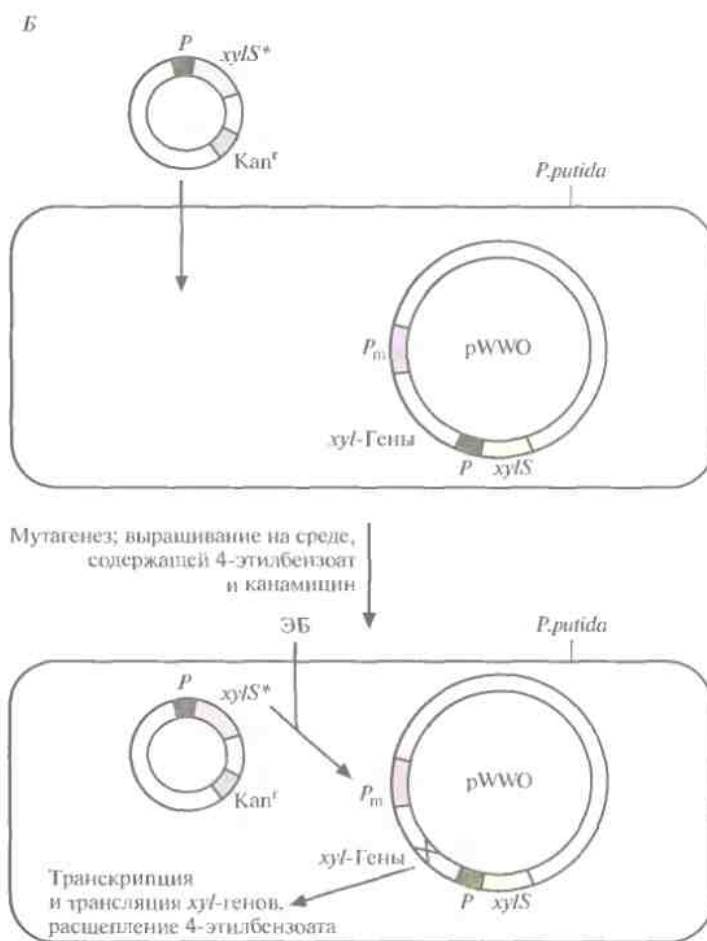 Б
P
xylS*
Kanʳ
P.putida
Pₘ
pWWO
xyl-Гены
P xylS
Мутагенез; выращивание на среде,
содержащей 4-этилбензоат
и канамицин
ЭБ
P.putida
P
xylS*
Kanʳ
Pₘ
pWWO
xyl-Гены
P xylS
Транскрипция
и трансляция xyl-генов,
расщепление 4-этилбензоата